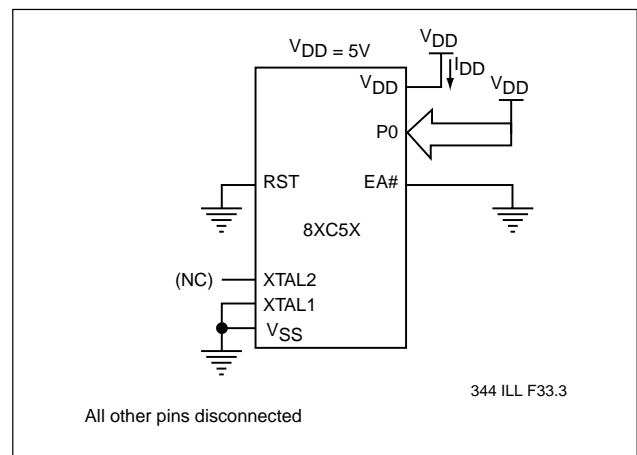 VDD = 5V
VDD
IDD
VDD
VDD
P0
RST
EA#
8XC5X
(NC)
XTAL2
XTAL1
VSS
344 ILL F33.3
All other pins disconnected